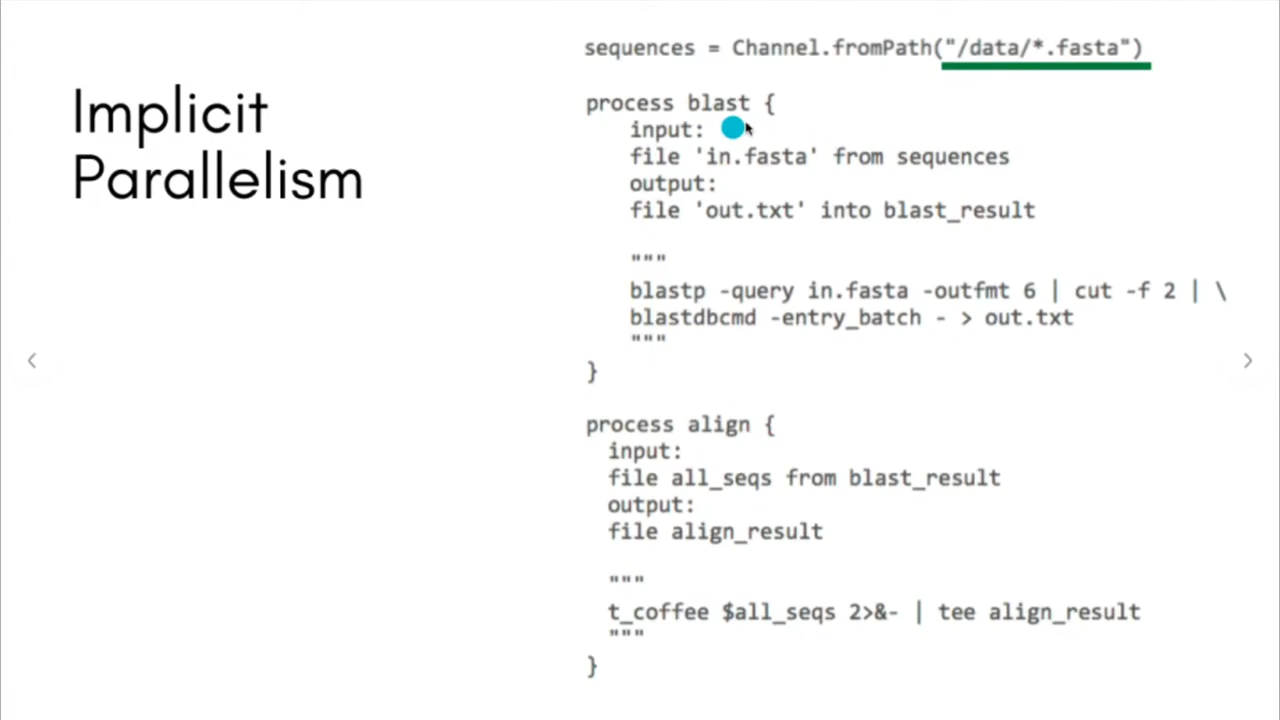 Implicit
Parallelism
sequences = Channel.fromPath("/data/*.fasta")
process blast {
input:
file 'in.fasta' from sequences
output:
file 'out.txt' into blast_result
"""
blastp -query in.fasta -outfmt 6 | cut -f 2 | \
blastdbcmd -entry_batch - > out.txt
"""
}
process align {
input:
file all_seqs from blast_result
output:
file align_result
"""
t_coffee $all_seqs 2>&- | tee align_result
"""
}